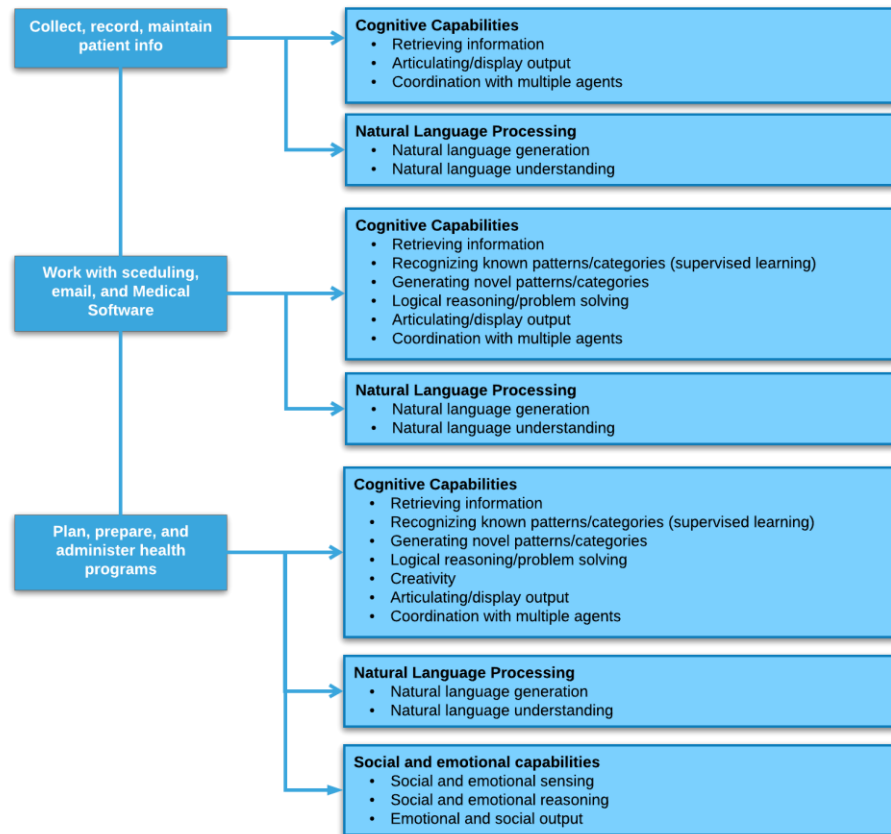 Collect, record, maintain
patient info
Cognitive Capabilities
• Retrieving information
• Articulating/display output
• Coordination with multiple agents
Natural Language Processing
• Natural language generation
• Natural language understanding
Work with sceduling,
email, and Medical
Software
Cognitive Capabilities
• Retrieving information
• Recognizing known patterns/categories (supervised learning)
• Generating novel patterns/categories
• Logical reasoning/problem solving
• Articulating/display output
• Coordination with multiple agents
Natural Language Processing
• Natural language generation
• Natural language understanding
Plan, prepare, and
administer health
programs
Cognitive Capabilities
• Retrieving information
• Recognizing known patterns/categories (supervised learning)
• Generating novel patterns/categories
• Logical reasoning/problem solving
• Creativity
• Articulating/display output
• Coordination with multiple agents
Natural Language Processing
• Natural language generation
• Natural language understanding
Social and emotional capabilities
• Social and emotional sensing
• Social and emotional reasoning
• Emotional and social output